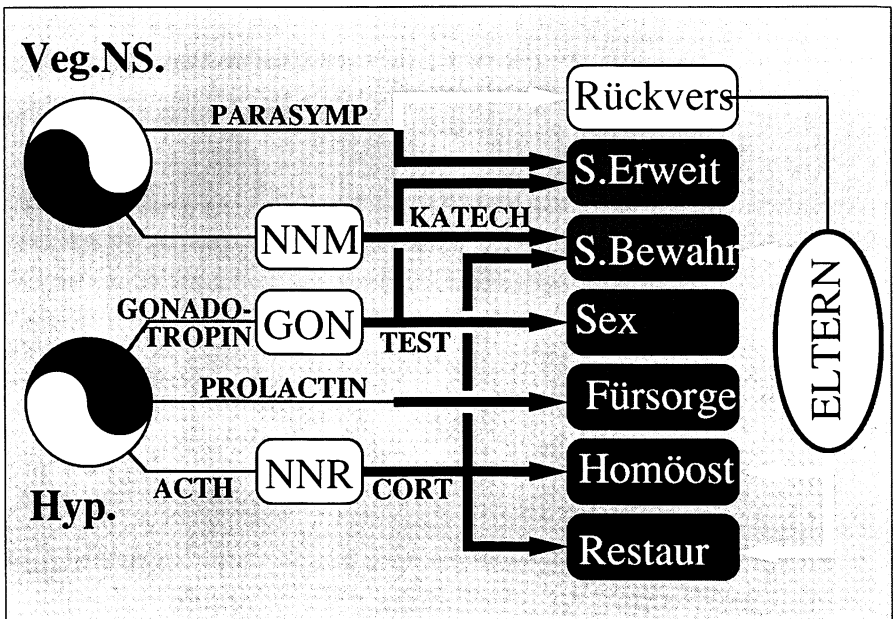 Veg.NS.
PARASYMP
Rückvers
S.Erweit
NNM
KATECH
S.Bewahr
GONADO-
TROPIN
GON
TEST
Sex
ELTERN
PROLACTIN
Fürsorge
ACTH
NNR
CORT
Homöost
Hyp.
Restaur